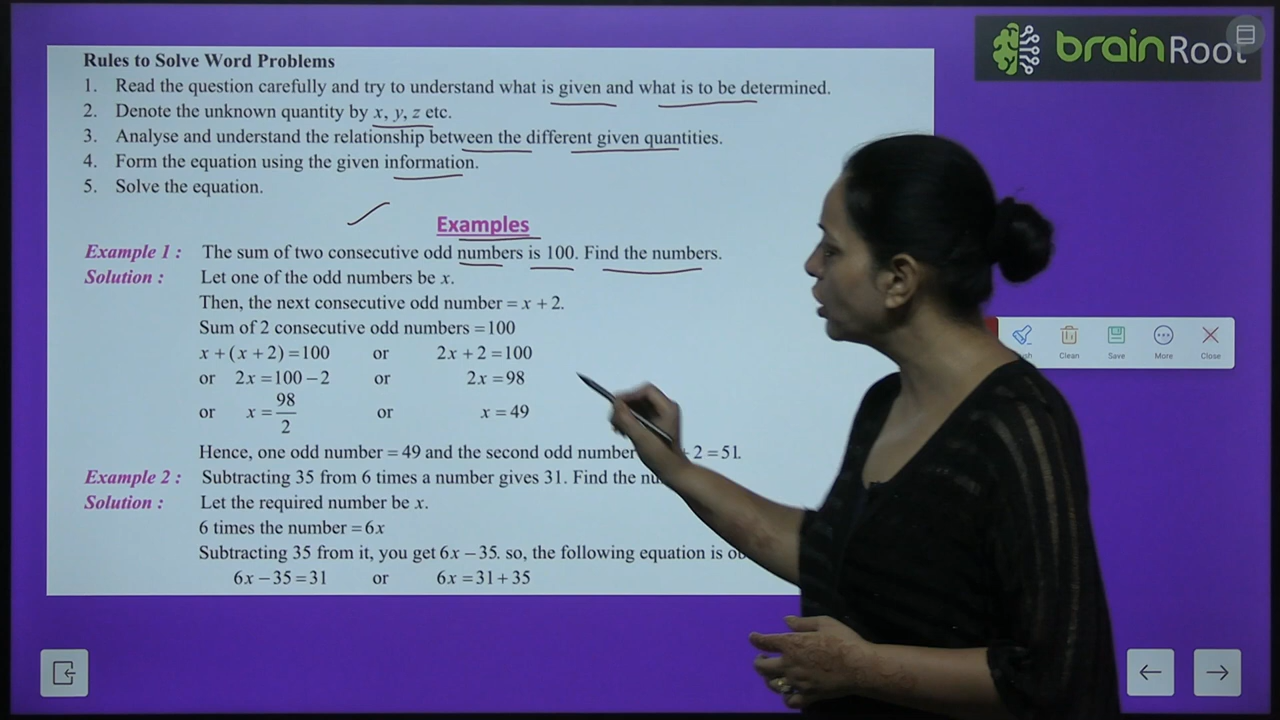 brainRoot
Rules to Solve Word Problems
1. Read the question carefully and try to understand what is given and what is to be determined.
2. Denote the unknown quantity by x, y, z etc.
3. Analyse and understand the relationship between the different given quantities.
4. Form the equation using the given information.
5. Solve the equation.
Examples
Example 1 : The sum of two consecutive odd numbers is 100. Find the numbers.
Solution : Let one of the odd numbers be x.
Then, the next consecutive odd number = x + 2.
Sum of 2 consecutive odd numbers = 100
x + (x + 2) = 100 or 2x + 2 = 100
or 2x = 100 – 2 or 2x = 98
or x = 98/2 or x = 49
Hence, one odd number = 49 and the second odd number + 2 = 51.
Example 2 : Subtracting 35 from 6 times a number gives 31. Find the
Solution : Let the required number be x.
6 times the number = 6x
Subtracting 35 from it, you get 6x – 35. so, the following equation is
6x – 35 = 31 or 6x = 31 + 35
Clean Save More Close